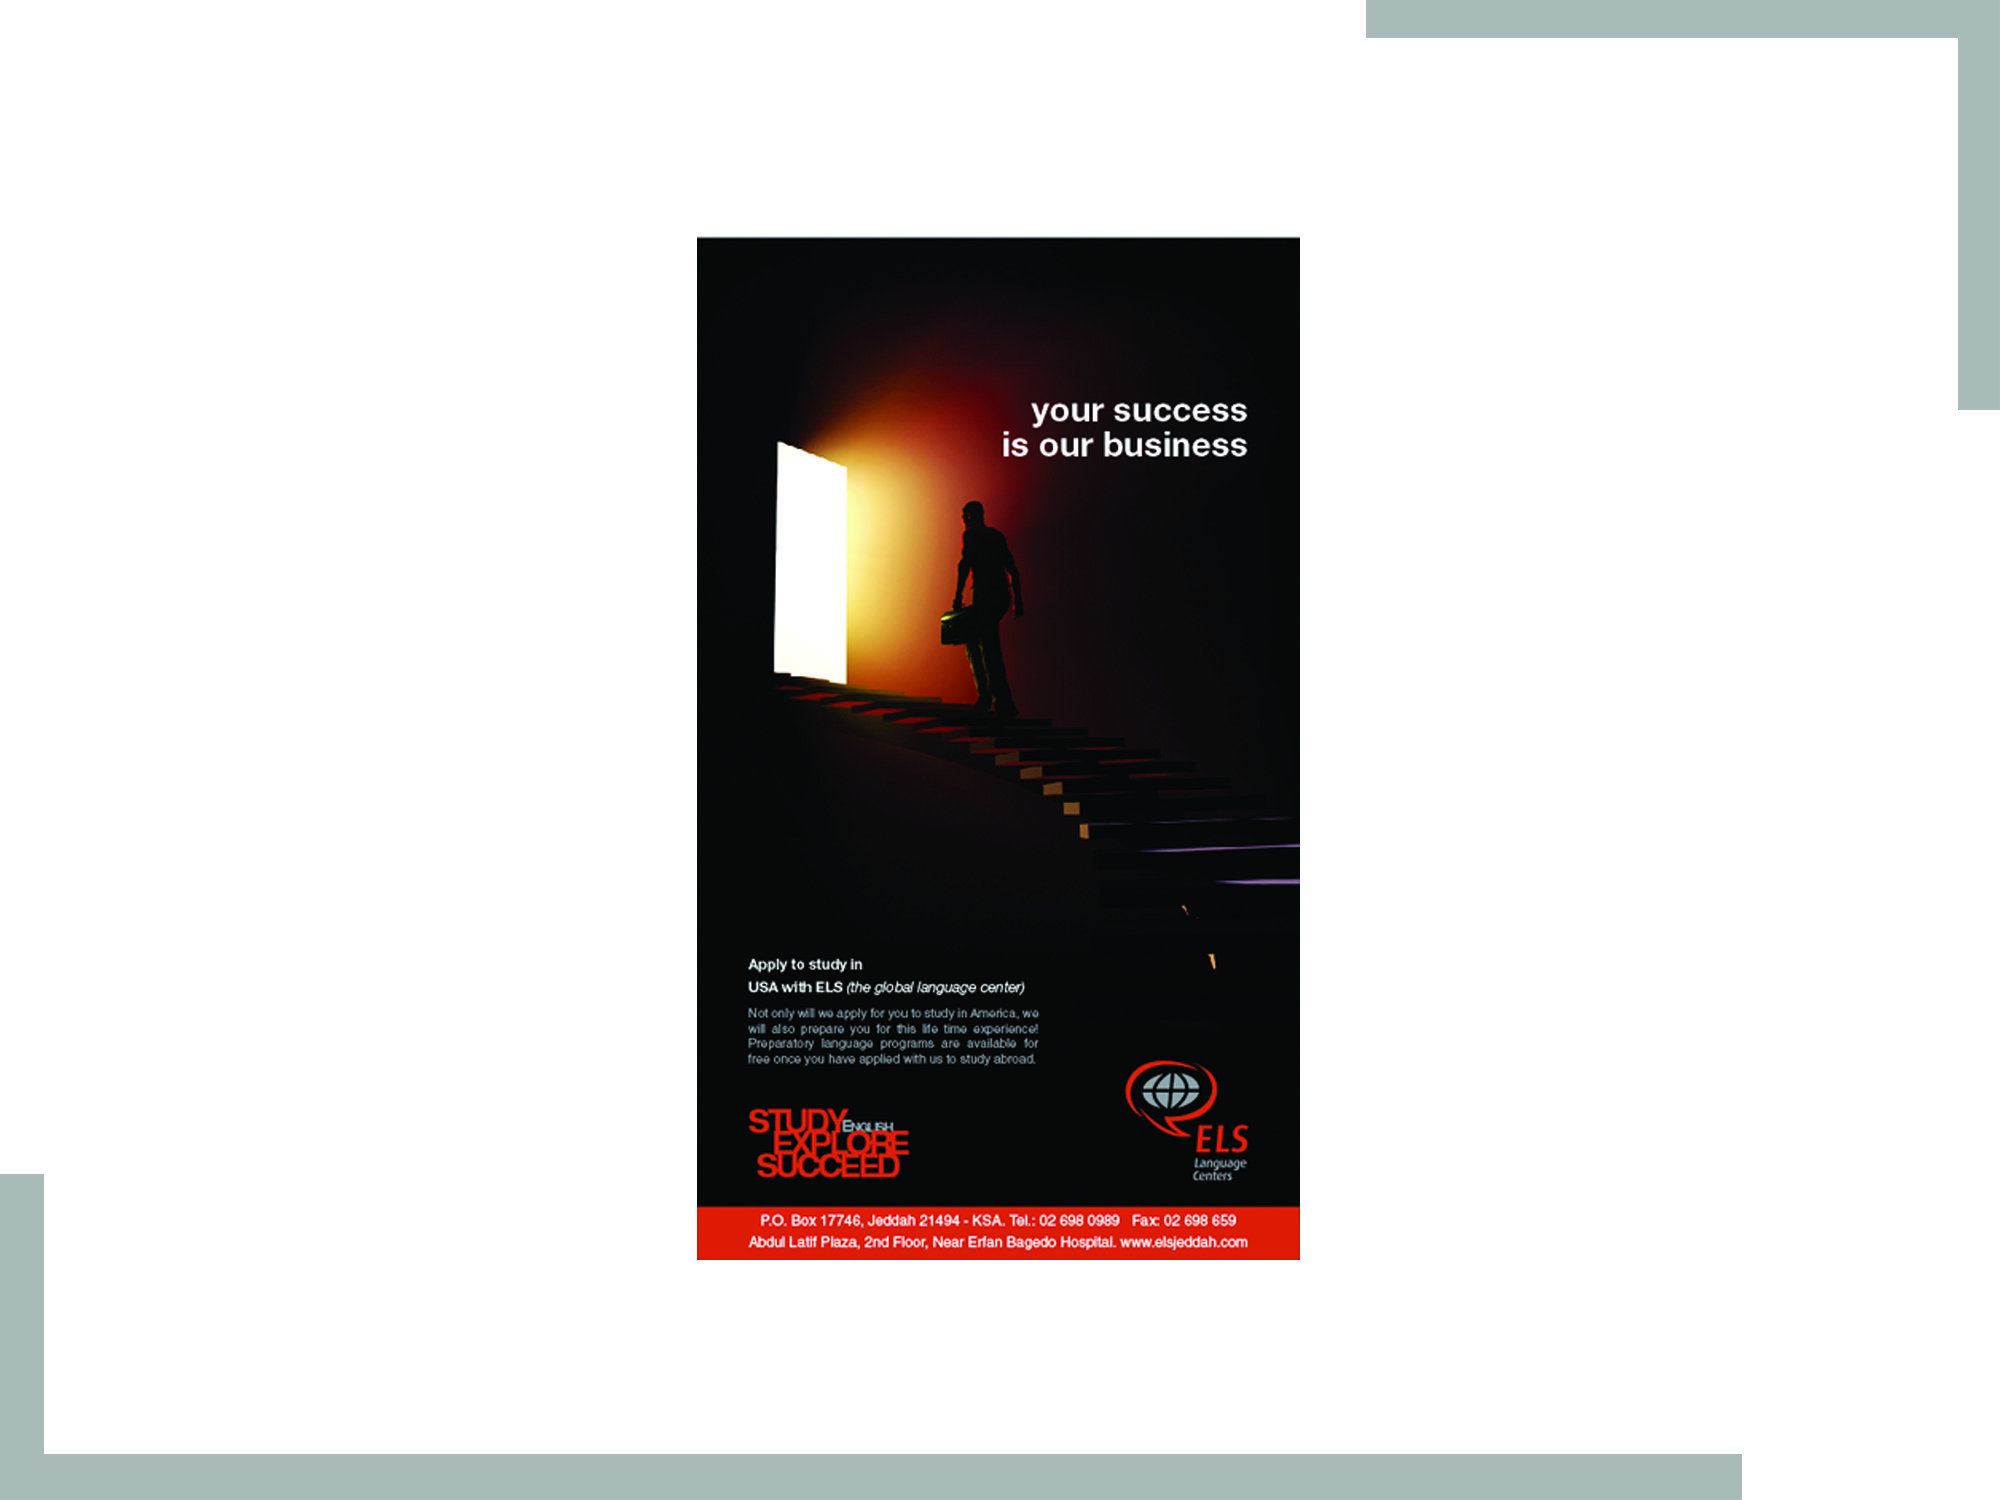 your success
is our business
Apply to study in
USA with ELS (the global language center)
Not only will we apply for you to study in America, we
will also prepare you for this life time experience!
Preparatory language programs are available for
free once you have applied with us to study abroad.
STUDY ENGLISH
EXPLORE
SUCCEED
ELS
Language
Centers
P.O. Box 17746, Jeddah 21494 - KSA. Tel.: 02 698 0989 Fax: 02 698 659
Abdul Latif Plaza, 2nd Floor, Near Erfan Bagedo Hospital. www.elsjeddah.com